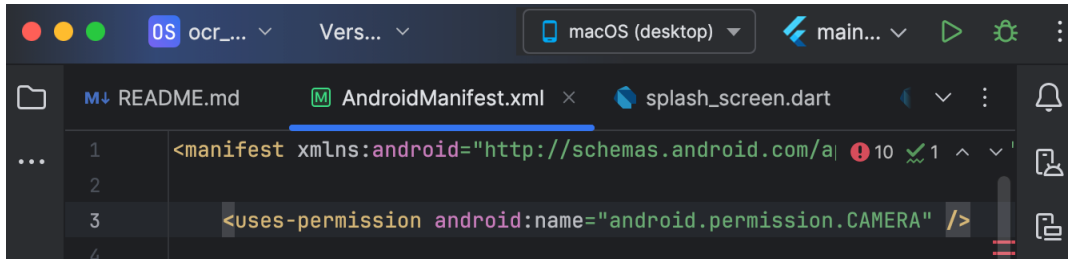 OS ocr_... Vers... macOS (desktop) main...
M↓ README.md M AndroidManifest.xml × splash_screen.dart
1 <manifest xmlns:android="http://schemas.android.com/a 10 1
2
3 <uses-permission android:name="android.permission.CAMERA" />
4